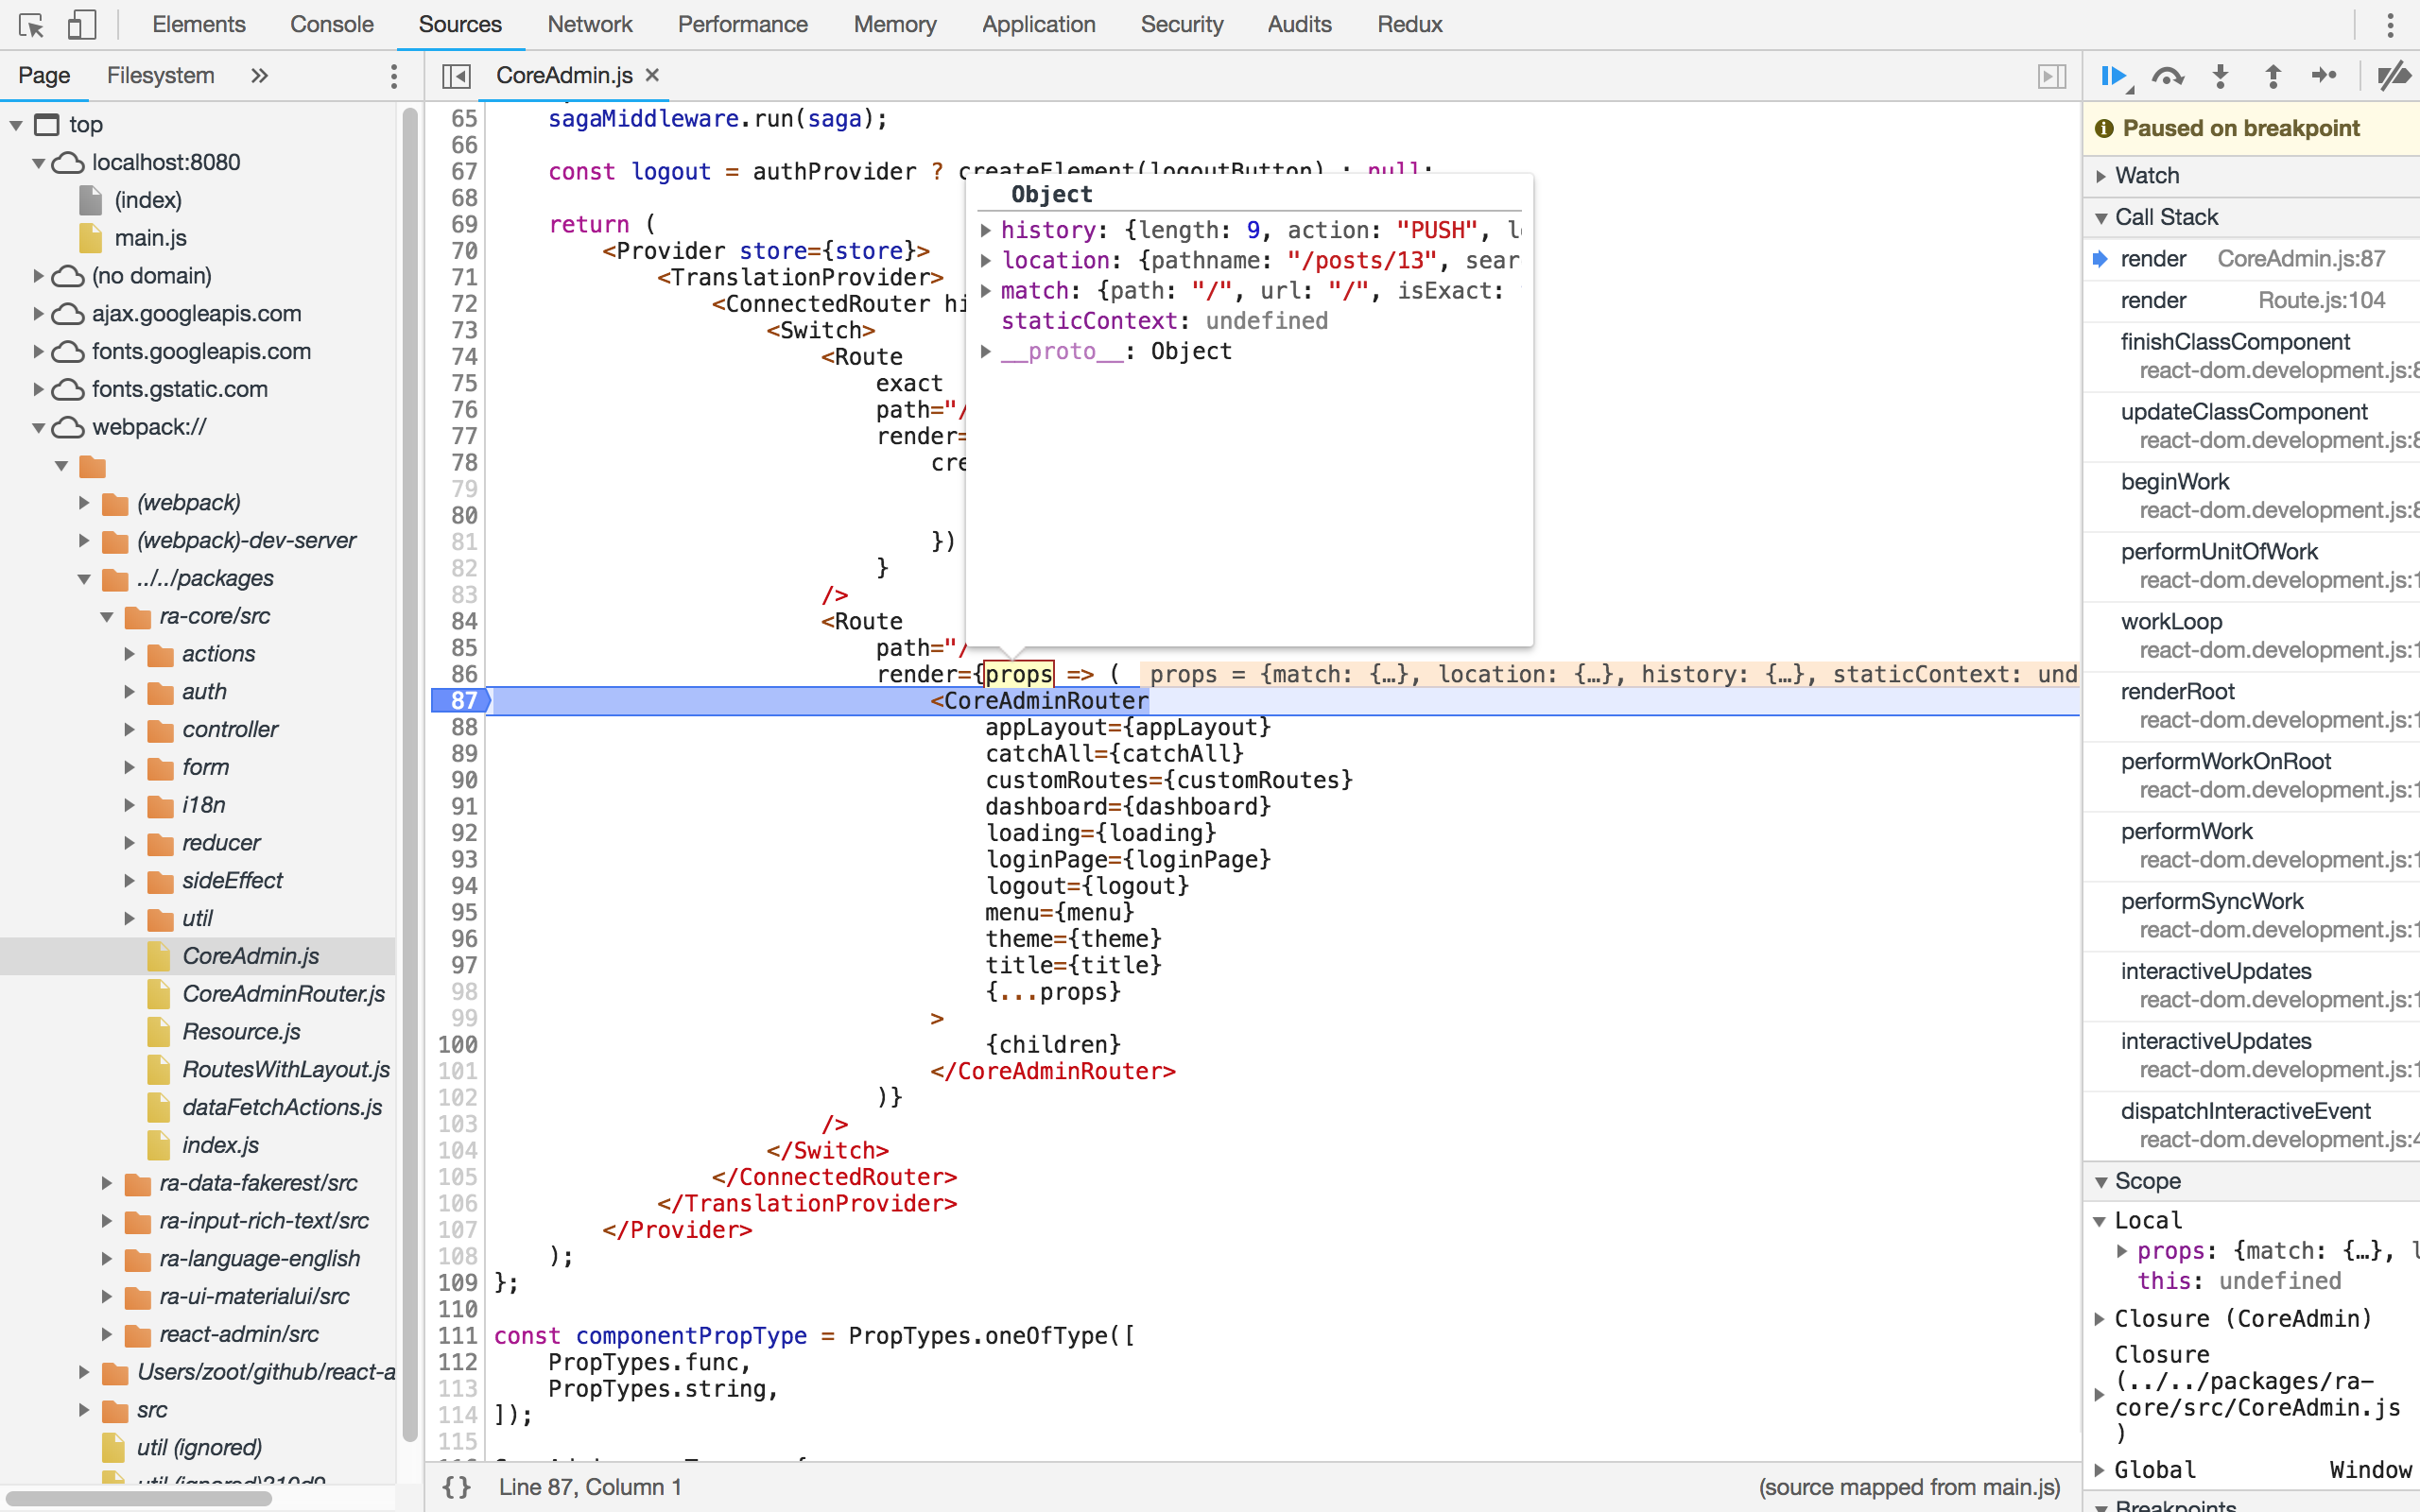 Elements Console Sources Network Performance Memory Application Security Audits Redux
Page Filesystem »
top
localhost:8080
(index)
main.js
(no domain)
ajax.googleapis.com
fonts.googleapis.com
fonts.gstatic.com
webpack://
(webpack)
(webpack)-dev-server
../../packages
ra-core/src
actions
auth
controller
form
i18n
reducer
sideEffect
util
CoreAdmin.js
CoreAdminRouter.js
Resource.js
RoutesWithLayout.js
dataFetchActions.js
index.js
ra-data-fakerest/src
ra-input-rich-text/src
ra-language-english
ra-ui-materialui/src
react-admin/src
Users/zoot/github/react-a
src
util (ignored)
CoreAdmin.js ×
65 sagaMiddleware.run(saga);
66
67 const logout = authProvider ? createElement(logoutButton) : null;
68
69 return (
70 <Provider store={store}>
71 <TranslationProvider>
72 <ConnectedRouter hi
73 <Switch>
74 <Route
75 exact
76 path="/
77 render=
78 cre
79
80
81 })
82 }
83 />
84 <Route
85 path="/
86 render={props => ( props = {match: {…}, location: {…}, history: {…}, staticContext: und
87 <CoreAdminRouter
88 appLayout={appLayout}
89 catchAll={catchAll}
90 customRoutes={customRoutes}
91 dashboard={dashboard}
92 loading={loading}
93 loginPage={loginPage}
94 logout={logout}
95 menu={menu}
96 theme={theme}
97 title={title}
98 {...props}
99 >
100 {children}
101 </CoreAdminRouter>
102 )}
103 />
104 </Switch>
105 </ConnectedRouter>
106 </TranslationProvider>
107 </Provider>
108 );
109 };
110
111 const componentPropType = PropTypes.oneOfType([
112 PropTypes.func,
113 PropTypes.string,
114 ]);
115
Object
history: {length: 9, action: "PUSH", l
location: {pathname: "/posts/13", sear
match: {path: "/", url: "/", isExact:
staticContext: undefined
__proto__: Object
{} Line 87, Column 1 (source mapped from main.js)
Paused on breakpoint
Watch
Call Stack
render CoreAdmin.js:87
render Route.js:104
finishClassComponent
react-dom.development.js:8
updateClassComponent
react-dom.development.js:8
beginWork
react-dom.development.js:8
performUnitOfWork
react-dom.development.js:1
workLoop
react-dom.development.js:1
renderRoot
react-dom.development.js:1
performWorkOnRoot
react-dom.development.js:1
performWork
react-dom.development.js:1
performSyncWork
react-dom.development.js:1
interactiveUpdates
react-dom.development.js:1
interactiveUpdates
react-dom.development.js:1
dispatchInteractiveEvent
react-dom.development.js:4
Scope
Local
props: {match: {…}, l
this: undefined
Closure (CoreAdmin)
Closure
(../../packages/ra-
core/src/CoreAdmin.js
)
Global Window
Breakpoints